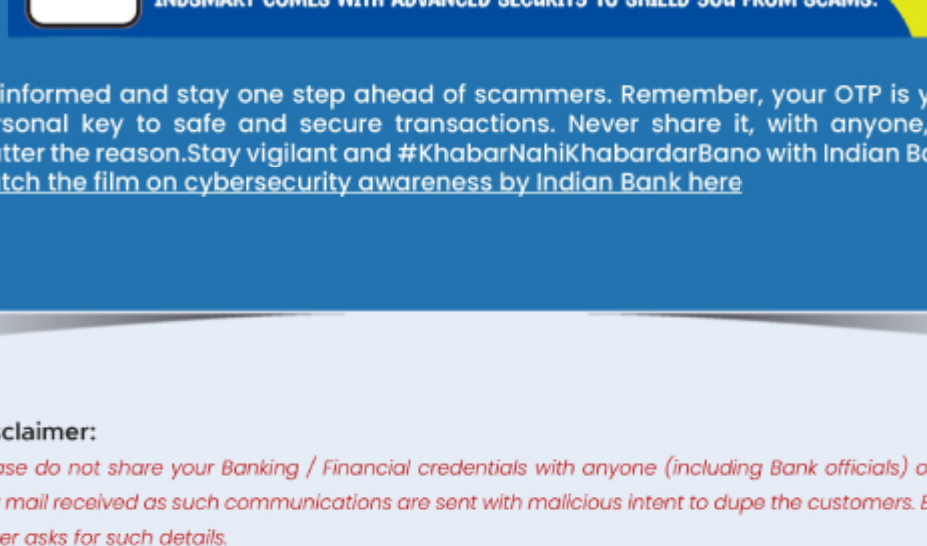 INDSMART COMES WITH ADVANCED SECURITY TO SHIELD YOU FROM SCAMS.
informed and stay one step ahead of scammers. Remember, your OTP is y
rsonal key to safe and secure transactions. Never share it, with anyone,
tter the reason.Stay vigilant and #KhabarNahiKhabardarBano with Indian Ba
tch the film on cybersecurity awareness by Indian Bank here
sclaimer:
ase do not share your Banking / Financial credentials with anyone (including Bank officials) o
mail received as such communications are sent with malicious intent to dupe the customers. B
er asks for such details.